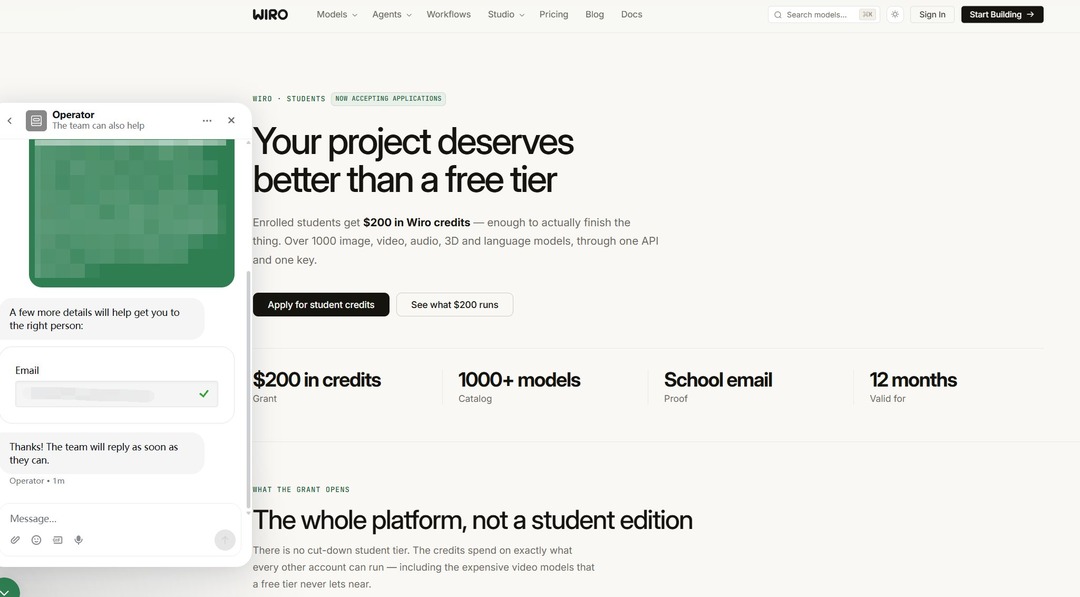 WIRO
Models
Agents
Workflows
Studio
Pricing
Blog
Docs
Search models...
⌘K
Sign In
Start Building →
Operator
The team can also help
A few more details will help get you to
the right person:
Email
Thanks! The team will reply as soon as
they can.
Operator • 1m
Message...
WIRO · STUDENTS
NOW ACCEPTING APPLICATIONS
Your project deserves
better than a free tier
Enrolled students get $200 in Wiro credits — enough to actually finish the
thing. Over 1000 image, video, audio, 3D and language models, through one API
and one key.
Apply for student credits
See what $200 runs
$200 in credits
Grant
1000+ models
Catalog
School email
Proof
12 months
Valid for
WHAT THE GRANT OPENS
The whole platform, not a student edition
There is no cut-down student tier. The credits spend on exactly what
every other account can run — including the expensive video models that
a free tier never lets near.